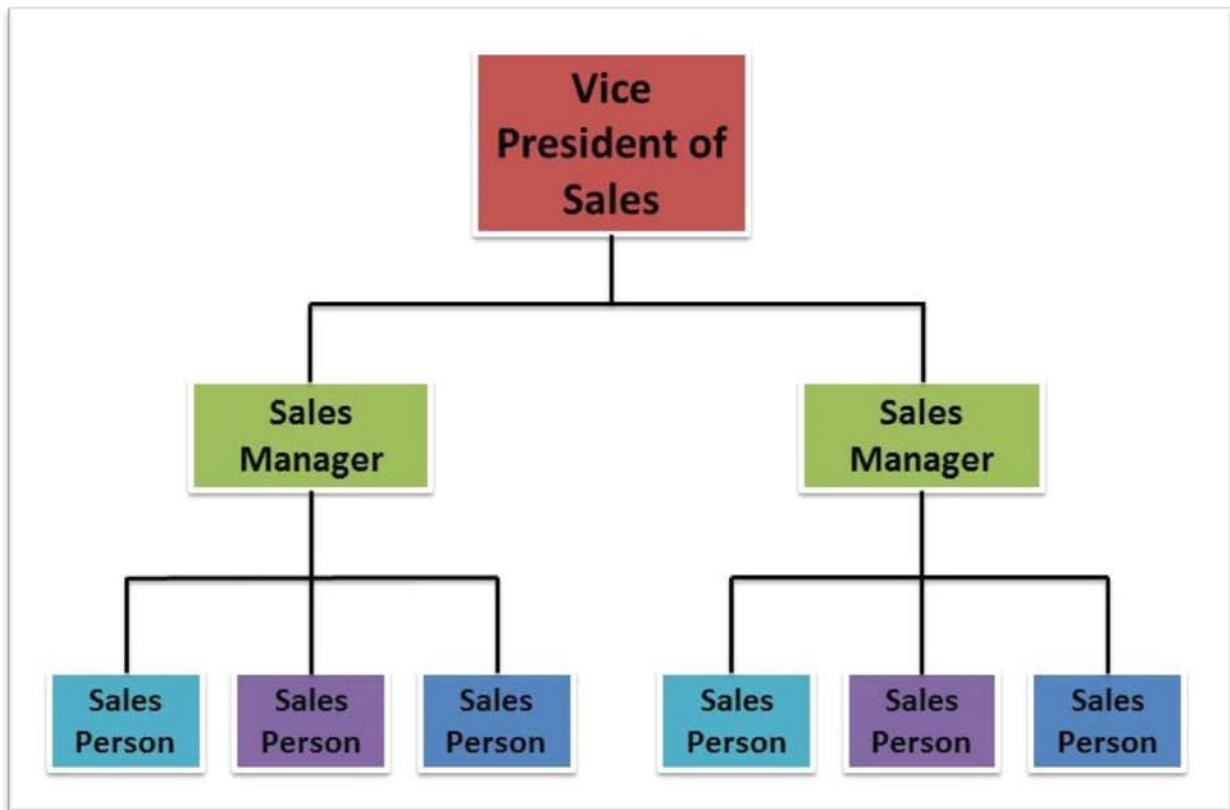 Vice
President of
Sales
Sales
Manager
Sales
Manager
Sales
Person
Sales
Person
Sales
Person
Sales
Person
Sales
Person
Sales
Person